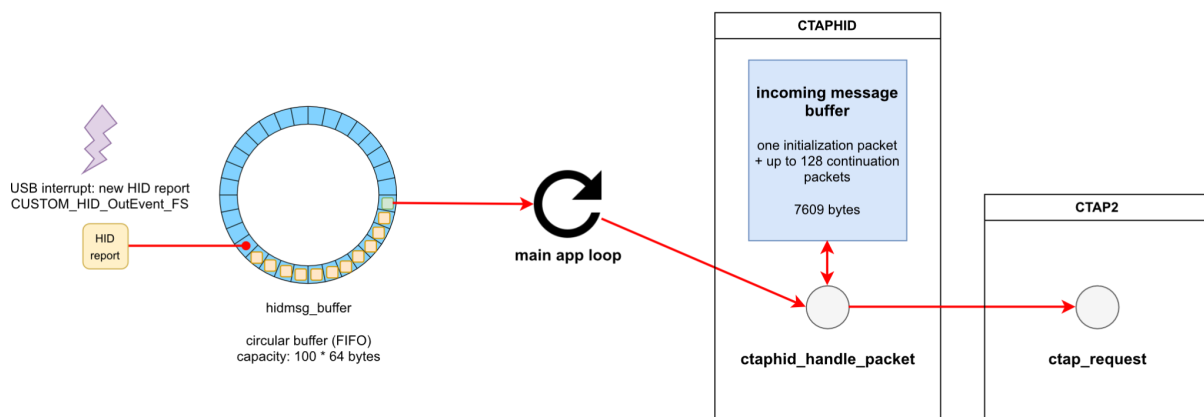 USB interrupt: new HID report
CUSTOM_HID_OutEvent_FS
HID
report
hidmsg_buffer
circular buffer (FIFO)
capacity: 100 * 64 bytes
main app loop
CTAPHID
incoming message
buffer
one initialization packet
+ up to 128 continuation
packets
7609 bytes
ctaphid_handle_packet
CTAP2
ctap_request